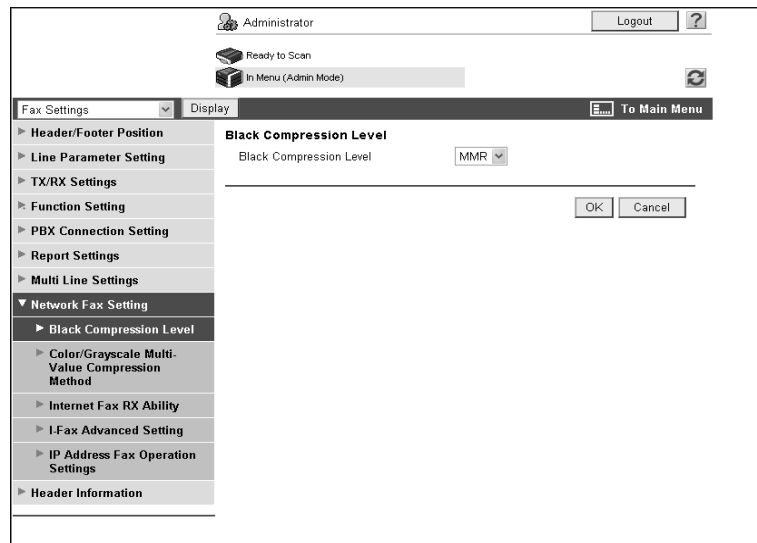 Administrator
Logout
?
Ready to Scan
In Menu (Admin Mode)
Fax Settings
Display
To Main Menu
Header/Footer Position
Line Parameter Setting
TX/RX Settings
Function Setting
PBX Connection Setting
Report Settings
Multi Line Settings
Network Fax Setting
Black Compression Level
Color/Grayscale Multi-
Value Compression
Method
Internet Fax RX Ability
I-Fax Advanced Setting
IP Address Fax Operation
Settings
Header Information
Black Compression Level
Black Compression Level
MMR
OK
Cancel